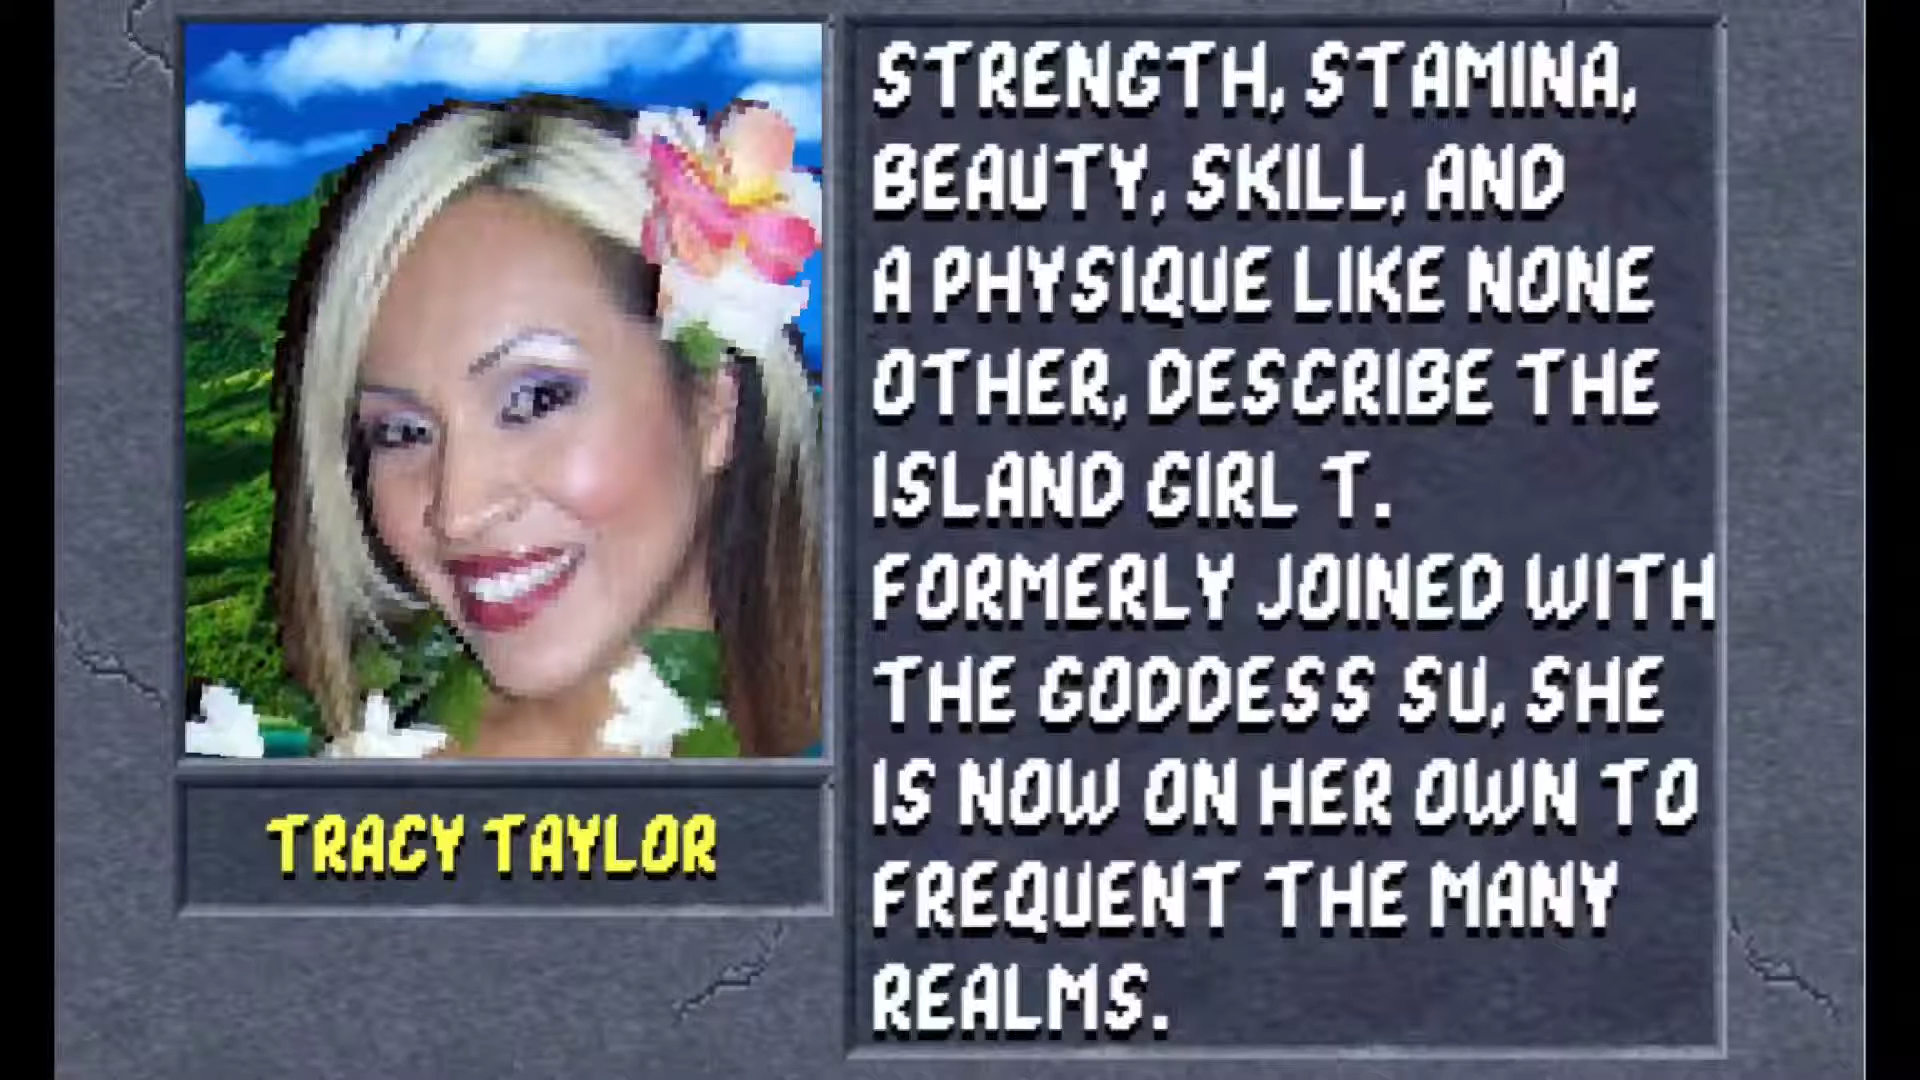 TRACY TAYLOR
STRENGTH, STAMINA,
BEAUTY, SKILL, AND
A PHYSIQUE LIKE NONE
OTHER, DESCRIBE THE
ISLAND GIRL T.
FORMERLY JOINED WITH
THE GODDESS SU, SHE
IS NOW ON HER OWN TO
FREQUENT THE MANY
REALMS.